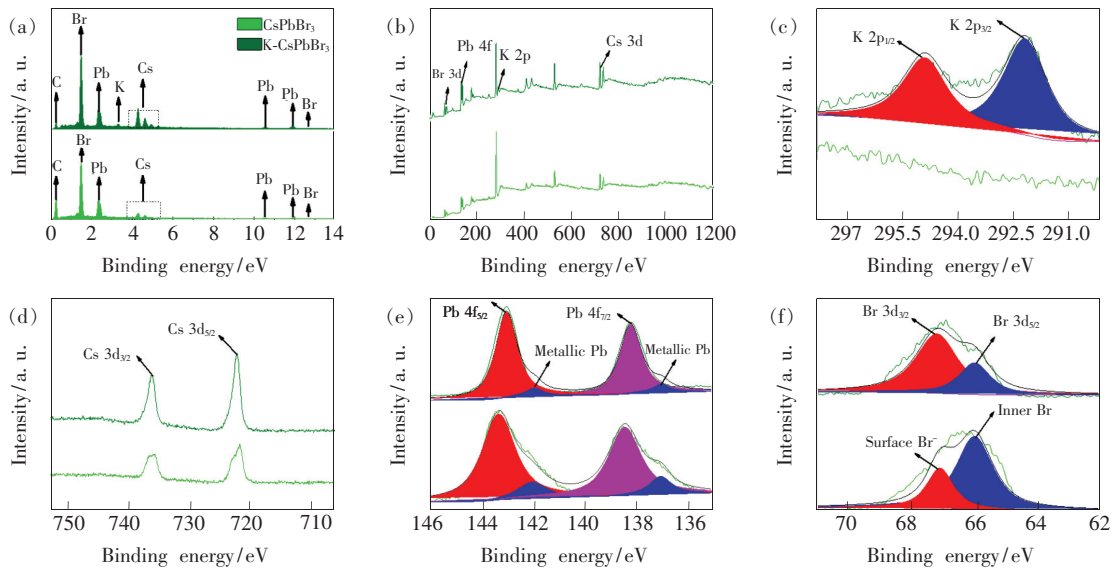 (a)
CsPbBr₃
K-CsPbBr₃
Br
C
Pb
K
Cs
Pb
Pb
Br
C
Br
Pb
Cs
Pb
Pb
Br
Intensity/a. u.
0 2 4 6 8 10 12 14
Binding energy/eV
(b)
Br 3d
Pb 4f
K 2p
Cs 3d
Intensity/a. u.
0 200 400 600 800 1000 1200
Binding energy/eV
(c)
K 2p₁/₂
K 2p₃/₂
Intensity/a. u.
297 295.5 294.0 292.5 291.0
Binding energy/eV
(d)
Cs 3d₃/₂
Cs 3d₅/₂
Intensity/a. u.
750 740 730 720 710
Binding energy/eV
(e)
Pb 4f₅/₂
Pb 4f₇/₂
Metallic Pb
Metallic Pb
Intensity/a. u.
146 144 142 140 138 136
Binding energy/eV
(f)
Br 3d₃/₂
Br 3d₅/₂
Inner Br
Surface Br⁻
Intensity/a. u.
70 68 66 64 62
Binding energy/eV